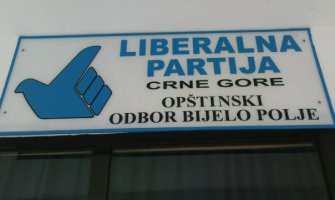 LIBERALNA
PARTIJA
CRNE GORE
OPŠTINSKI
ODBOR BIJELO POLJE